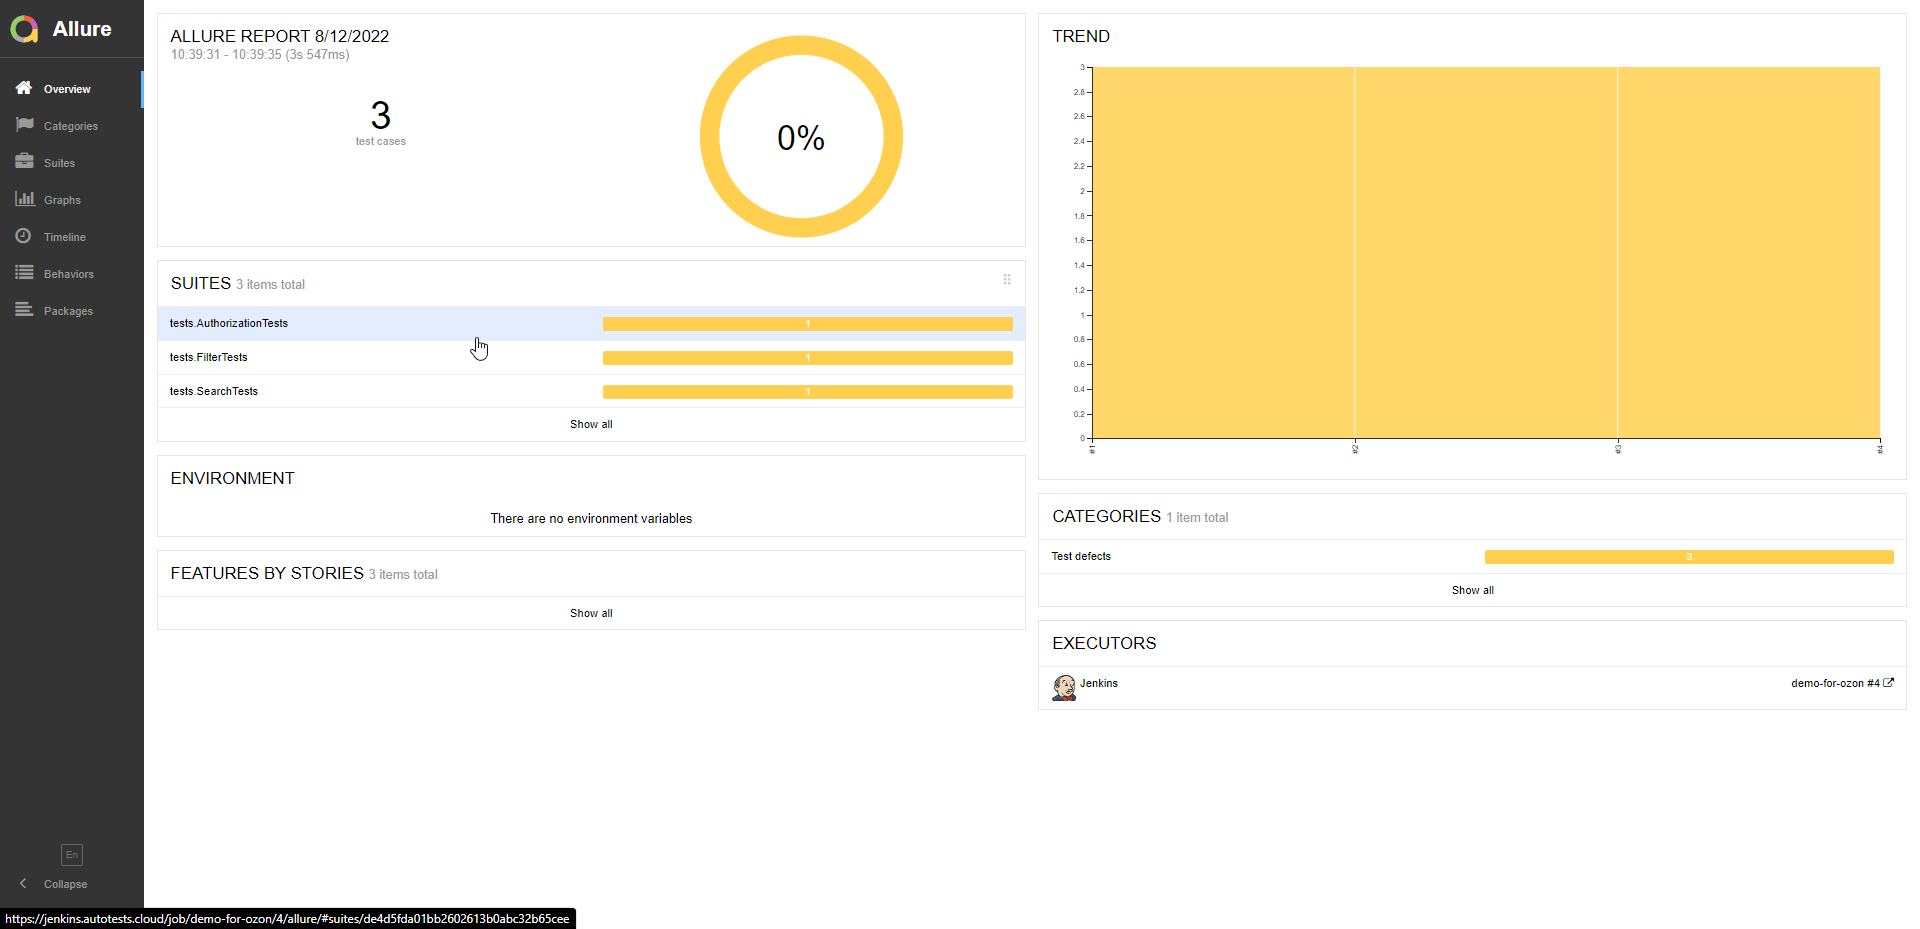 Allure
Overview
Categories
Suites
Graphs
Timeline
Behaviors
Packages
En
Collapse
ALLURE REPORT 8/12/2022
10:39:31 - 10:39:35 (3s 547ms)
3
test cases
0%
SUITES 3 items total
tests.AuthorizationTests 1
tests.FilterTests 1
tests.SearchTests 1
Show all
ENVIRONMENT
There are no environment variables
FEATURES BY STORIES 3 items total
Show all
TREND
3
2.8
2.6
2.4
2.2
2
1.8
1.6
1.4
1.2
1
0.8
0.6
0.4
0.2
0
#1 #2 #3 #4
CATEGORIES 1 item total
Test defects 3
Show all
EXECUTORS
Jenkins demo-for-ozon #4
https://jenkins.autotests.cloud/job/demo-for-ozon/4/allure/#suites/de4d5fda01bb2602613b0abc32b65cee